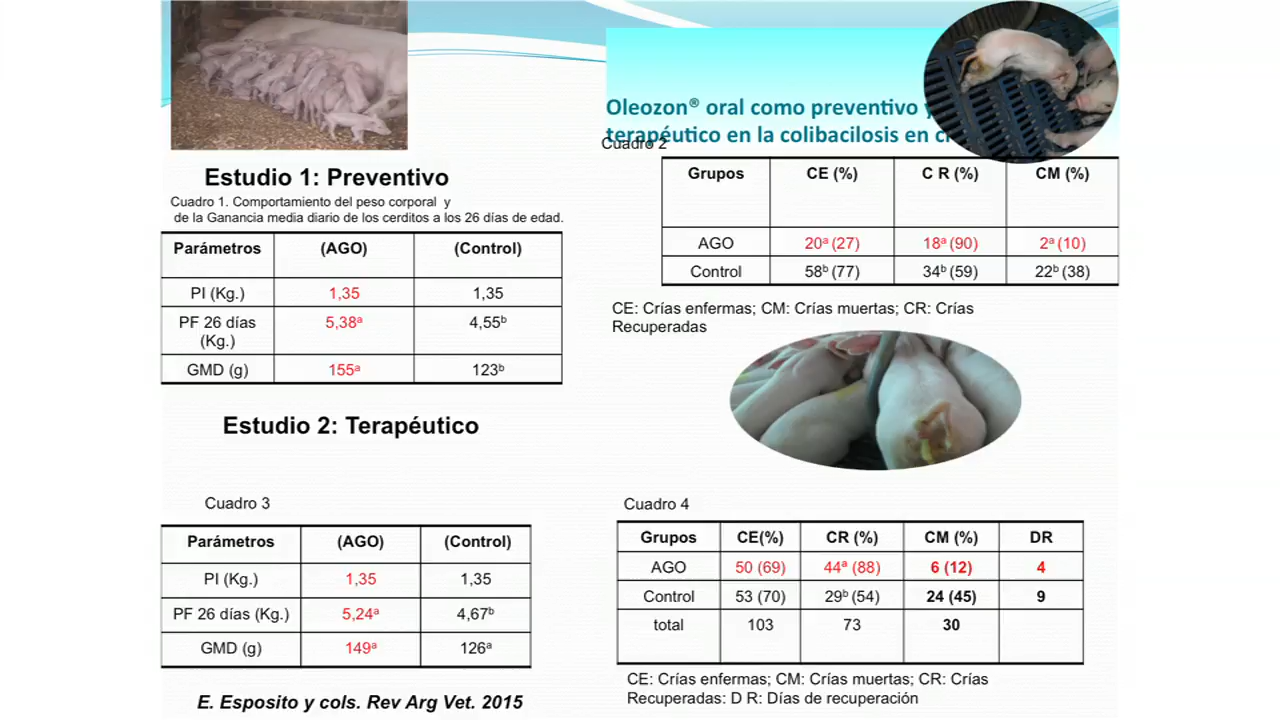 Oleozon® oral como preventivo
terapéutico en la colibacilosis en
Cuadro 2
Estudio 1: Preventivo
Cuadro 1. Comportamiento del peso corporal y
de la Ganancia media diario de los cerditos a los 26 días de edad.
Parámetros (AGO) (Control)
PI (Kg.) 1,35 1,35
PF 26 días (Kg.) 5,38ᵃ 4,55ᵇ
GMD (g) 155ᵃ 123ᵇ
Grupos CE (%) C R (%) CM (%)
AGO 20ᵃ (27) 18ᵃ (90) 2ᵃ (10)
Control 58ᵇ (77) 34ᵇ (59) 22ᵇ (38)
CE: Crías enfermas; CM: Crías muertas; CR: Crías
Recuperadas
Estudio 2: Terapéutico
Cuadro 3
Parámetros (AGO) (Control)
PI (Kg.) 1,35 1,35
PF 26 días (Kg.) 5,24ᵃ 4,67ᵇ
GMD (g) 149ᵃ 126ᵃ
E. Esposito y cols. Rev Arg Vet. 2015
Cuadro 4
Grupos CE(%) CR (%) CM (%) DR
AGO 50 (69) 44ª (88) 6 (12) 4
Control 53 (70) 29ᵇ (54) 24 (45) 9
total 103 73 30
CE: Crías enfermas; CM: Crías muertas; CR: Crías
Recuperadas: D R: Días de recuperación